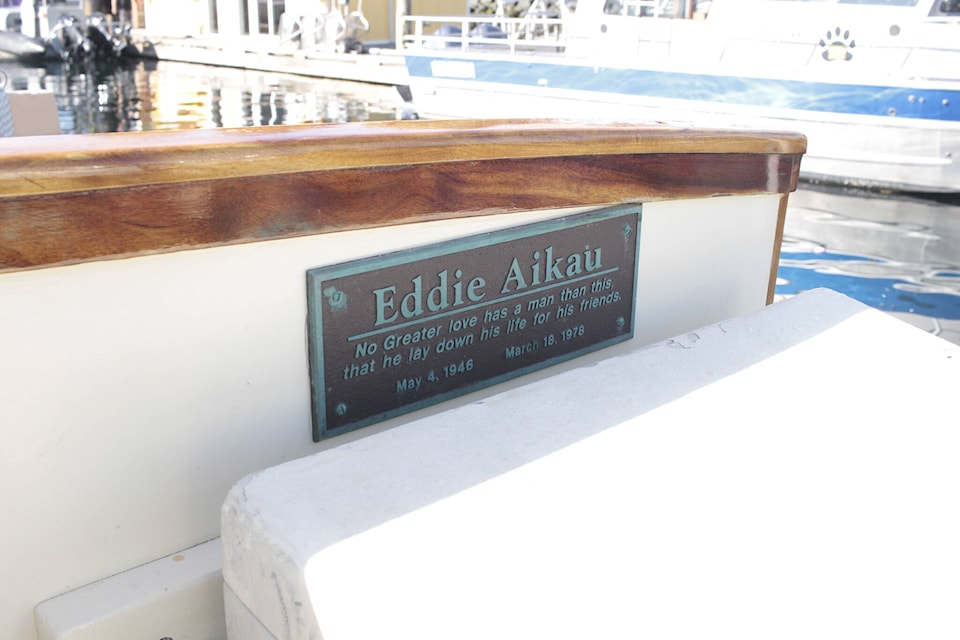 Eddie Aikau
No Greater love has a man than this,
that he lay down his life for his friends.
May 4, 1946 March 18, 1978